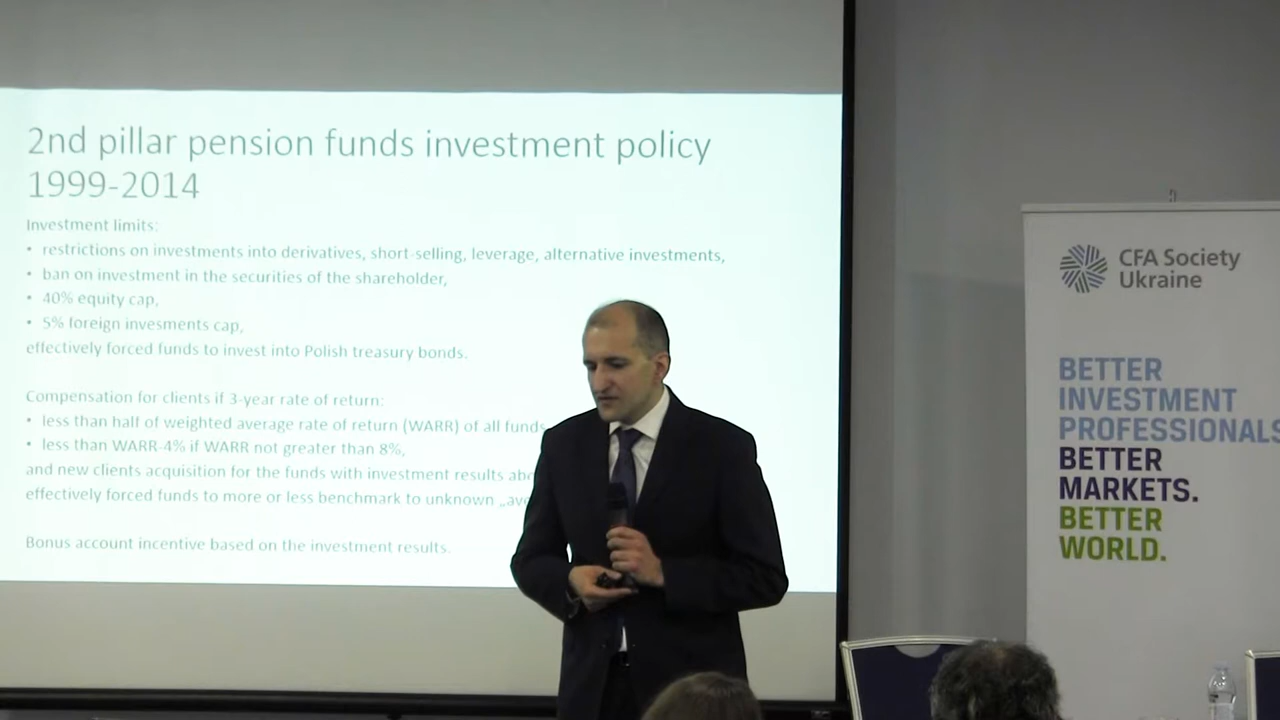 2nd pillar pension funds investment policy
1999-2014
Investment limits:
• restrictions on investments into derivatives, short-selling, leverage, alternative investments,
• ban on investment in the securities of the shareholder,
• 40% equity cap,
• 5% foreign invesments cap,
effectively forced funds to invest into Polish treasury bonds.
Compensation for clients if 3-year rate of return:
• less than half of weighted average rate of return (WARR) of all funds
• less than WARR-4% if WARR not greater than 8%,
and new clients acquisition for the funds with investment results
effectively forced funds to more or less benchmark to unknown
Bonus account incentive based on the investment results.
CFA Society
Ukraine
BETTER
INVESTMENT
PROFESSIONALS
BETTER
MARKETS.
BETTER
WORLD.